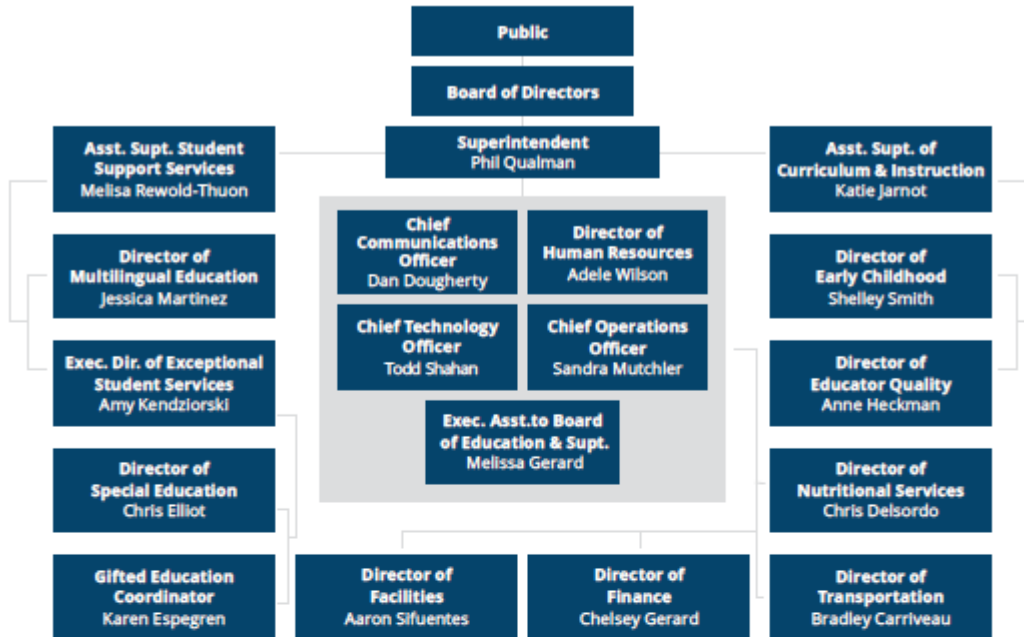 Public
Board of Directors
Superintendent
Phil Qualman
Asst. Supt. Student
Support Services
Melisa Rewold-Thuon
Asst. Supt. of
Curriculum & Instruction
Katie Jarnot
Chief
Communications
Officer
Dan Dougherty
Director of
Human Resources
Adele Wilson
Director of
Multilingual Education
Jessica Martinez
Director of
Early Childhood
Shelley Smith
Chief Technology
Officer
Todd Shahan
Chief Operations
Officer
Sandra Mutchler
Exec. Dir. of Exceptional
Student Services
Amy Kendziorski
Director of
Educator Quality
Anne Heckman
Exec. Asst.to Board
of Education & Supt.
Melissa Gerard
Director of
Special Education
Chris Elliot
Director of
Nutritional Services
Chris Delsordo
Gifted Education
Coordinator
Karen Espegren
Director of
Facilities
Aaron Sifuentes
Director of
Finance
Chelsey Gerard
Director of
Transportation
Bradley Carriveau